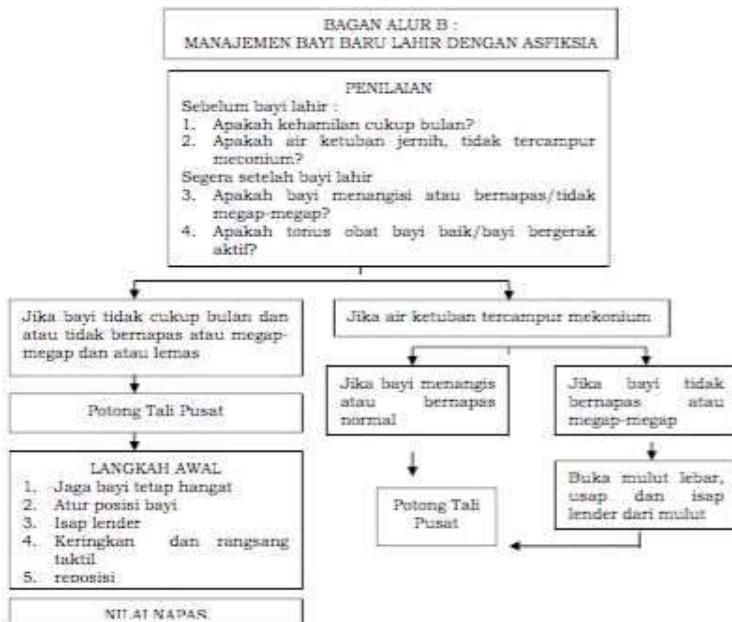 BAGAN ALUR B :
MANAJEMEN BAYI BARU LAHIR DENGAN ASFIKSIA
PENILAIAN
Sebelum bayi lahir :
1. Apakah kehamilan cukup bulan?
2. Apakah air ketuban jernih, tidak tercampur
meconium?
Segera setelah bayi lahir
3. Apakah bayi menangisi atau bernapas/tidak
megap-megap?
4. Apakah tonus obat bayi baik/bayi bergerak
aktif?
Jika bayi tidak cukup bulan dan
atau tidak bernapas atau megap-
megap dan atau lemas
Potong Tali Pusat
LANGKAH AWAL
1. Jaga bayi tetap hangat
2. Atur posisi bayi
3. Isap lender
4. Keringkan dan rangsang
taktil
5. reposisi
NILAI NAPAS
Jika air ketuban tercampur mekonium
Jika bayi menangis
atau bernapas
normal
Potong Tali
Pusat
Jika bayi tidak
bernapas atau
megap-megap
Buka mulut lebar,
usap dan isap
lender dari mulut